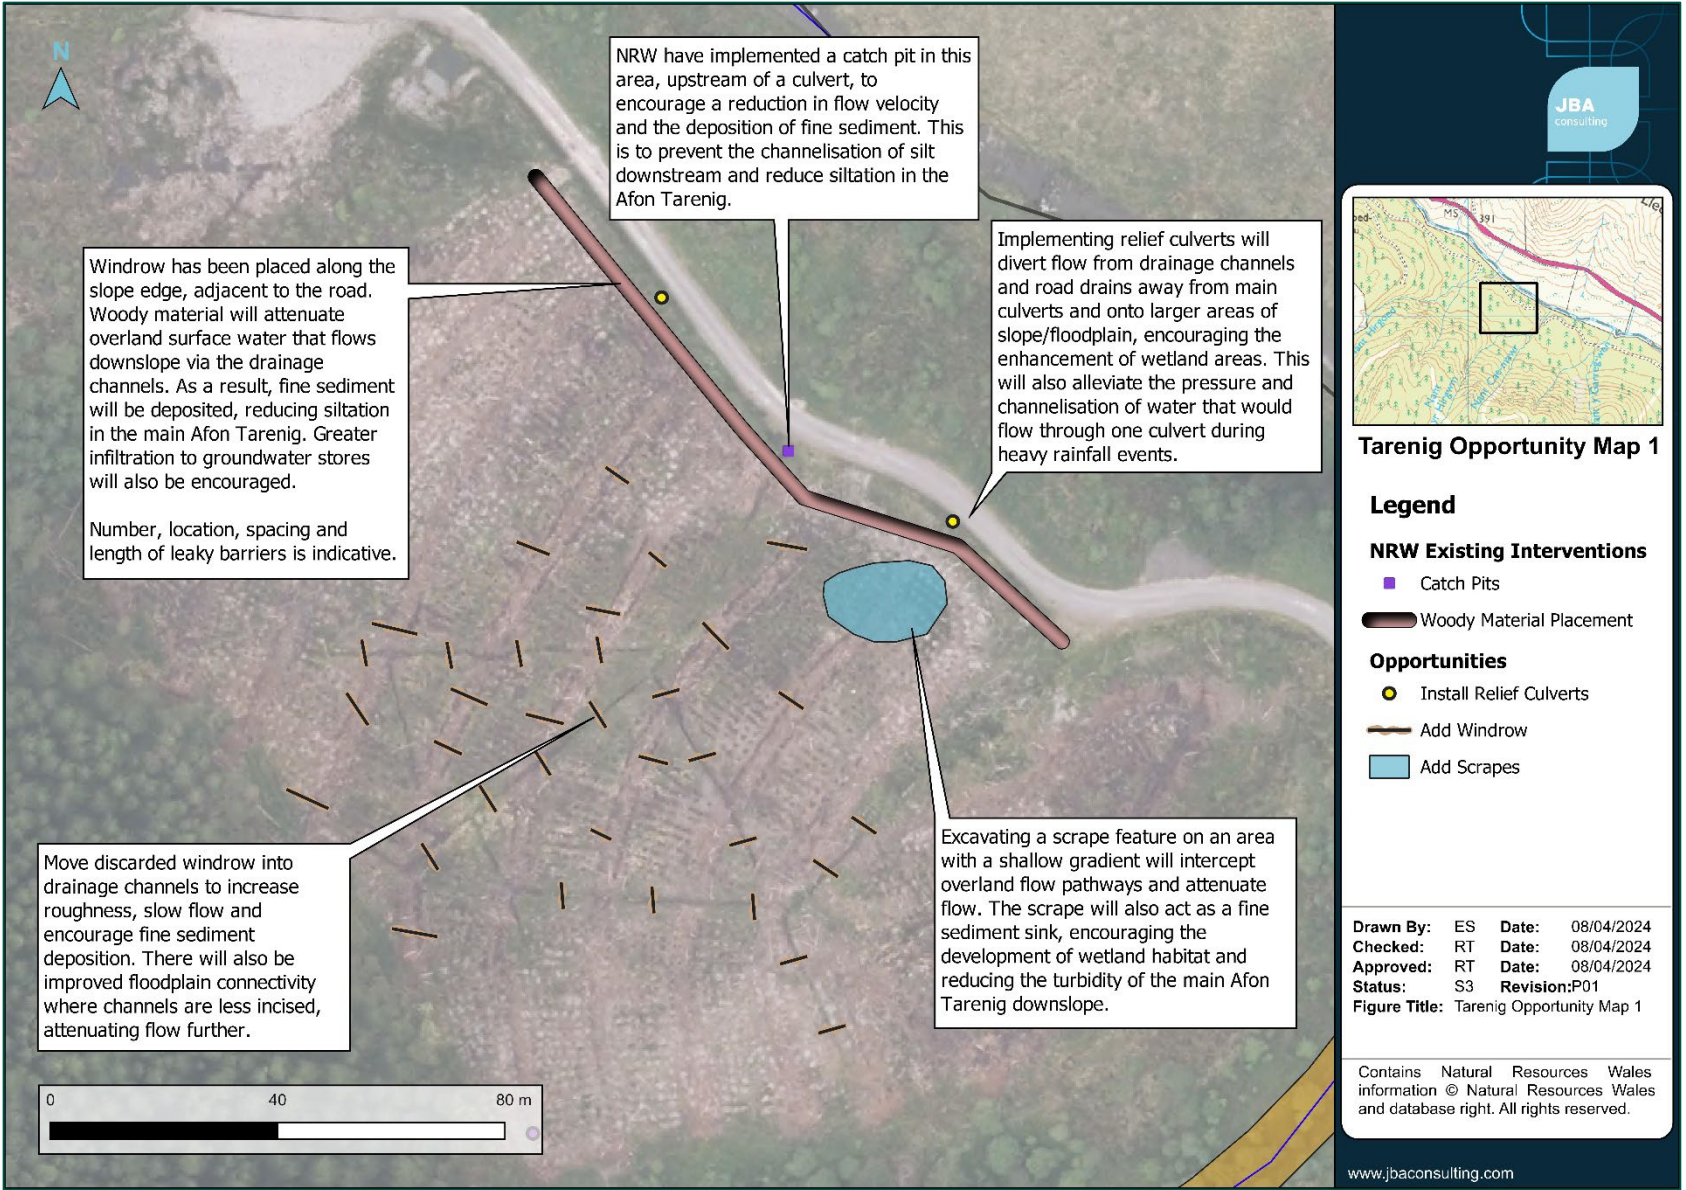 N
NRW have implemented a catch pit in this
area, upstream of a culvert, to
encourage a reduction in flow velocity
and the deposition of fine sediment. This
is to prevent the channelisation of silt
downstream and reduce siltation in the
Afon Tarenig.
Windrow has been placed along the
slope edge, adjacent to the road.
Woody material will attenuate
overland surface water that flows
downslope via the drainage
channels. As a result, fine sediment
will be deposited, reducing siltation
in the main Afon Tarenig. Greater
infiltration to groundwater stores
will also be encouraged.
Number, location, spacing and
length of leaky barriers is indicative.
Implementing relief culverts will
divert flow from drainage channels
and road drains away from main
culverts and onto larger areas of
slope/floodplain, encouraging the
enhancement of wetland areas. This
will also alleviate the pressure and
channelisation of water that would
flow through one culvert during
heavy rainfall events.
Move discarded windrow into
drainage channels to increase
roughness, slow flow and
encourage fine sediment
deposition. There will also be
improved floodplain connectivity
where channels are less incised,
attenuating flow further.
Excavating a scrape feature on an area
with a shallow gradient will intercept
overland flow pathways and attenuate
flow. The scrape will also act as a fine
sediment sink, encouraging the
development of wetland habitat and
reducing the turbidity of the main Afon
Tarenig downslope.
0 40 80 m
JBA
consulting
MS 391
Tarenig Opportunity Map 1
Legend
NRW Existing Interventions
Catch Pits
Woody Material Placement
Opportunities
Install Relief Culverts
Add Windrow
Add Scrapes
Drawn By: ES Date: 08/04/2024
Checked: RT Date: 08/04/2024
Approved: RT Date: 08/04/2024
Status: S3 Revision:P01
Figure Title: Tarenig Opportunity Map 1
Contains Natural Resources Wales
information © Natural Resources Wales
and database right. All rights reserved.
www.jbaconsulting.com